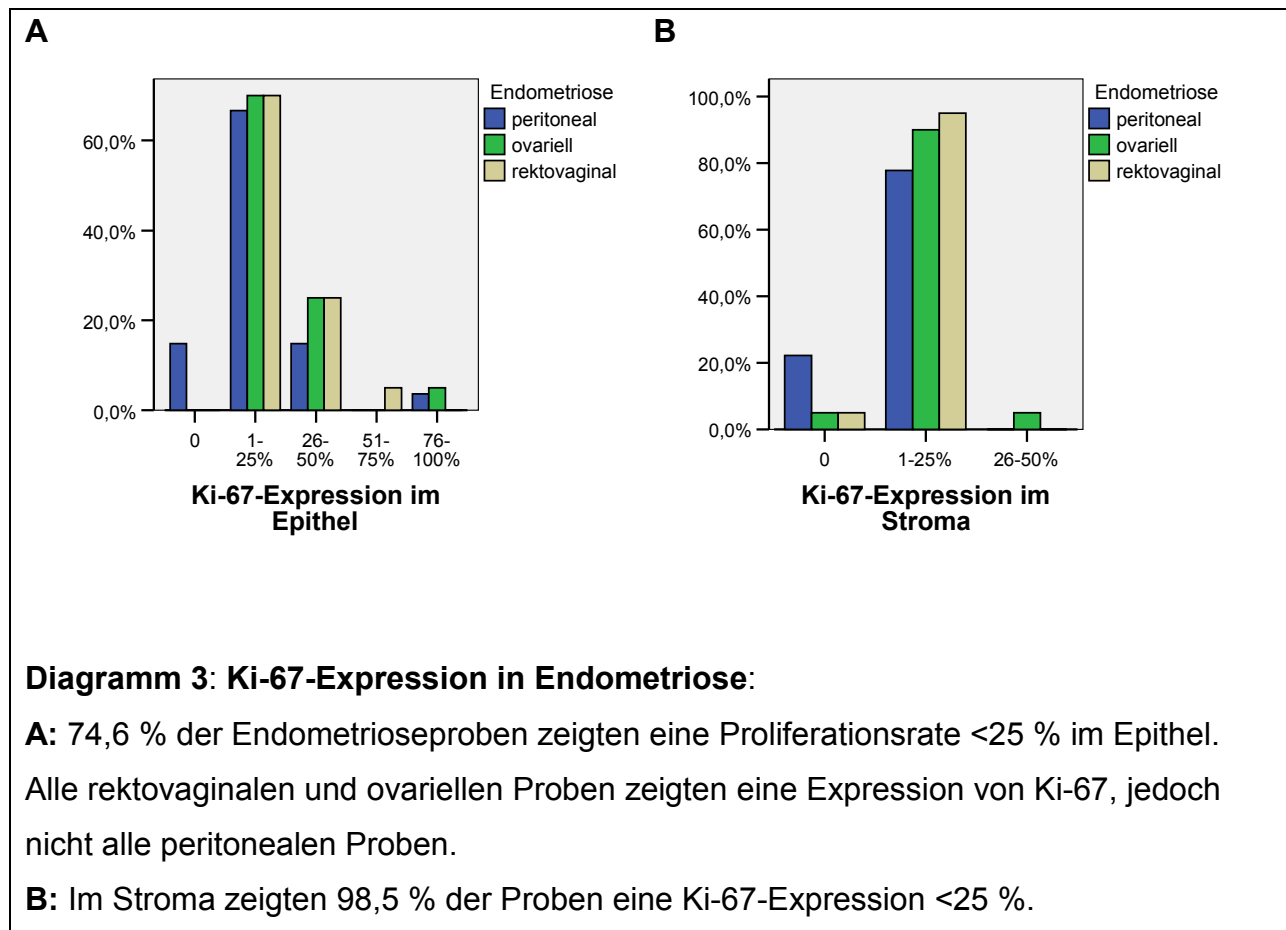 A
Endometriose
peritoneal
ovariell
rektovaginal
60,0%
40,0%
20,0%
0,0%
0
1-
25%
26-
50%
51-
75%
76-
100%
Ki-67-Expression im
Epithel
B
Endometriose
peritoneal
ovariell
rektovaginal
100,0%
80,0%
60,0%
40,0%
20,0%
0,0%
0
1-25%
26-50%
Ki-67-Expression im
Stroma
Diagramm 3: Ki-67-Expression in Endometriose:
A: 74,6 % der Endometrioseproben zeigten eine Proliferationsrate <25 % im Epithel.
Alle rektovaginalen und ovariellen Proben zeigten eine Expression von Ki-67, jedoch
nicht alle peritonealen Proben.
B: Im Stroma zeigten 98,5 % der Proben eine Ki-67-Expression <25 %.